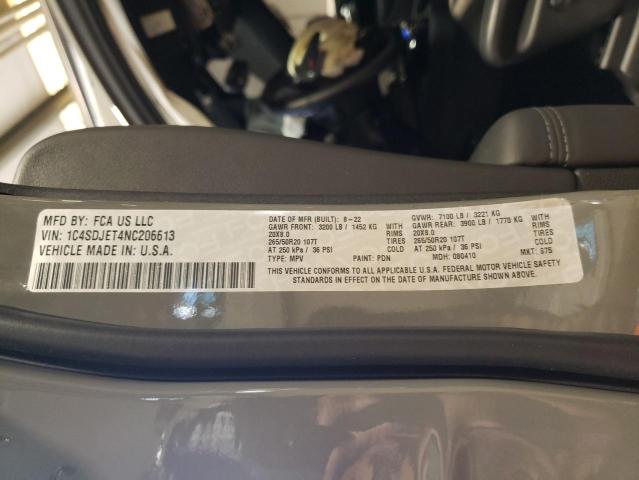 MFD BY: FCA US LLC
VIN: 1C4SDJET4NC206613
VEHICLE MADE IN: U.S.A.
DATE OF MFR (BUILT): 8-22
GAWR FRONT: 3200 LB / 1452 KG
20X8.0 RIMS
265/50R20 107T TIRES
AT 250 kPa / 36 PSI COLD
TYPE: MPV PAINT: PDN
GVWR: 7100 LB / 3221 KG
GAWR REAR: 3900 LB / 1770 KG
20X8.0 RIMS
265/50R20 107T TIRES
AT 250 kPa / 36 PSI COLD
MDH: 080410 MKT: 675
THIS VEHICLE CONFORMS TO ALL APPLICABLE U.S.A. FEDERAL MOTOR VEHICLE SAFETY
STANDARDS IN EFFECT ON THE DATE OF MANUFACTURE SHOWN ABOVE.